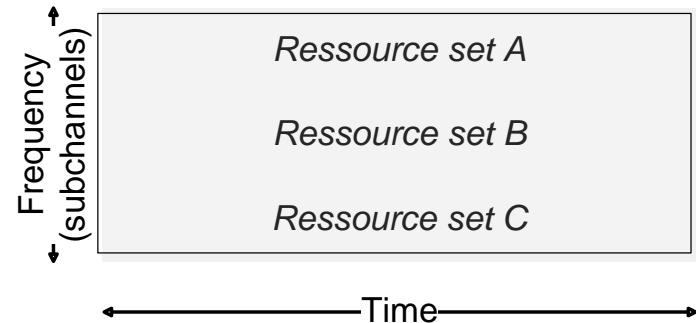 Frequency
(subchannels)
Ressource set A
Ressource set B
Ressource set C
Time